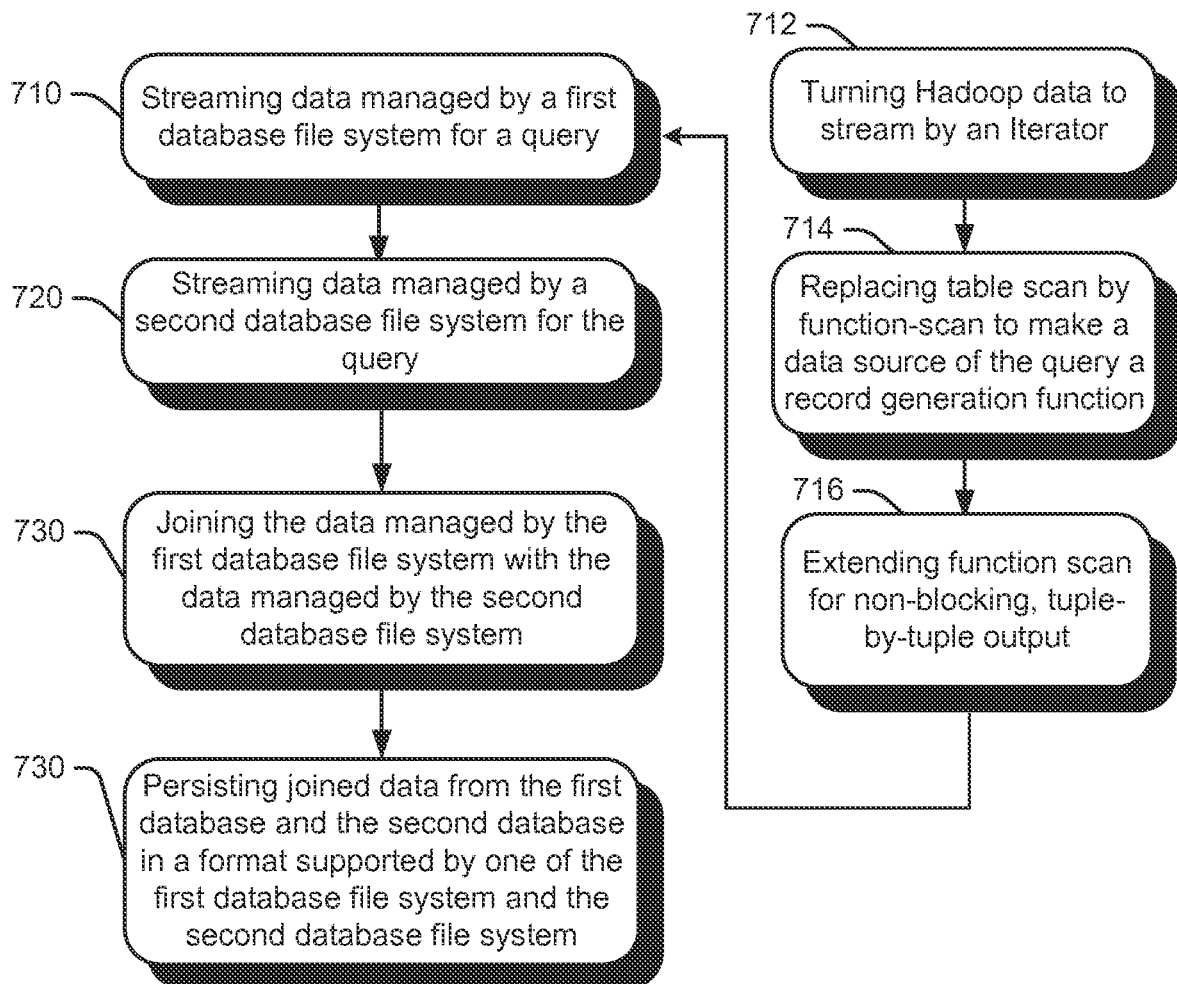 710
Streaming data managed by a first
database file system for a query
720
Streaming data managed by a
second database file system for the
query
730
Joining the data managed by the
first database file system with the
data managed by the second
database file system
730
Persisting joined data from the first
database and the second database
in a format supported by one of the
first database file system and the
second database file system
712
Turning Hadoop data to
stream by an Iterator
714
Replacing table scan by
function-scan to make a
data source of the query a
record generation function
716
Extending function scan
for non-blocking, tuple-
by-tuple output